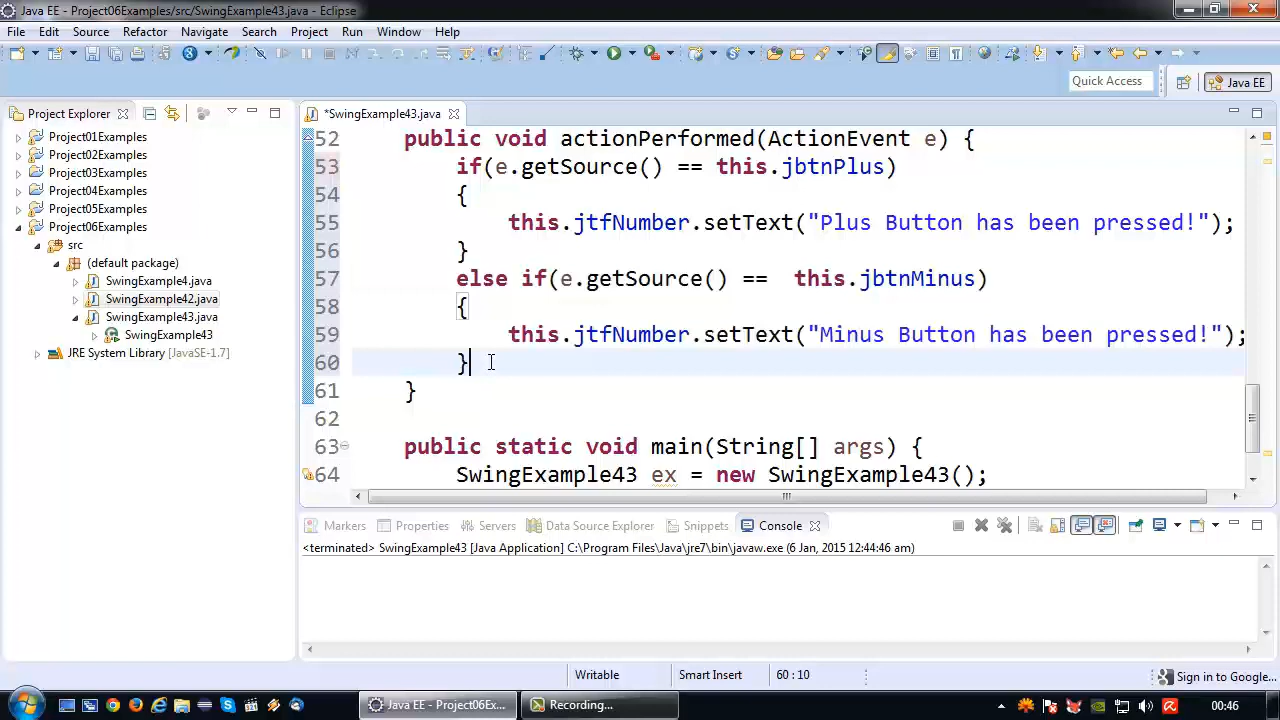 Java EE - Project06Examples/src/SwingExample43.java - Eclipse
File Edit Source Refactor Navigate Search Project Run Window Help
Quick Access
Java EE
Project Explorer
*SwingExample43.java
Project01Examples
Project02Examples
Project03Examples
Project04Examples
Project05Examples
Project06Examples
src
(default package)
SwingExample4.java
SwingExample42.java
SwingExample43.java
SwingExample43
JRE System Library [JavaSE-1.7]
52 public void actionPerformed(ActionEvent e) {
53 if(e.getSource() == this.jbtnPlus)
54 {
55 this.jtfNumber.setText("Plus Button has been pressed!");
56 }
57 else if(e.getSource() ==  this.jbtnMinus)
58 {
59 this.jtfNumber.setText("Minus Button has been pressed!");
60 }
61 }
62
63 public static void main(String[] args) {
64 SwingExample43 ex = new SwingExample43();
Markers Properties Servers Data Source Explorer Snippets Console
<terminated> SwingExample43 [Java Application] C:\Program Files\Java\jre7\bin\javaw.exe (6 Jan, 2015 12:44:46 am)
Writable Smart Insert 60 : 10 Sign in to Google...
Java EE - Project06Ex... Recording... 00:46